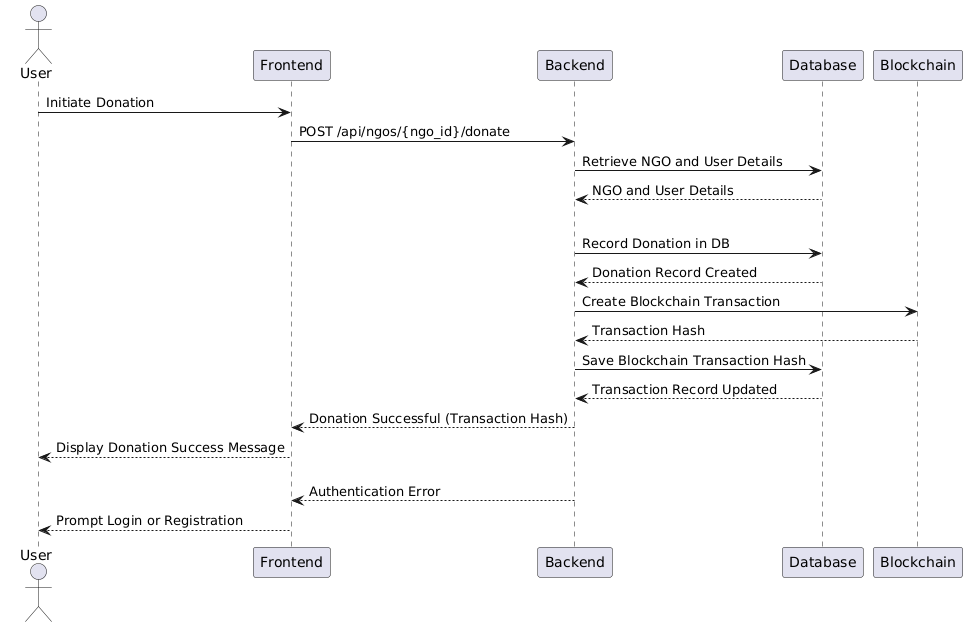 User
Frontend
Backend
Database
Blockchain
Initiate Donation
POST /api/ngos/{ngo_id}/donate
Retrieve NGO and User Details
NGO and User Details
Record Donation in DB
Donation Record Created
Create Blockchain Transaction
Transaction Hash
Save Blockchain Transaction Hash
Transaction Record Updated
Donation Successful (Transaction Hash)
Display Donation Success Message
Authentication Error
Prompt Login or Registration
User
Frontend
Backend
Database
Blockchain